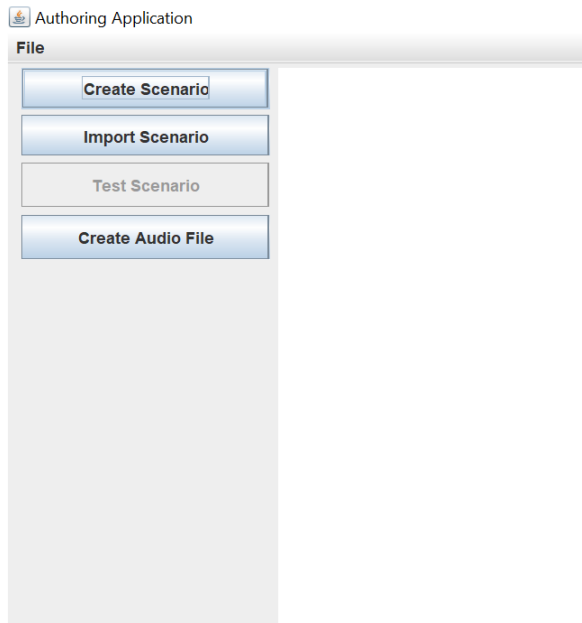 Authoring Application
File
Create Scenario
Import Scenario
Test Scenario
Create Audio File